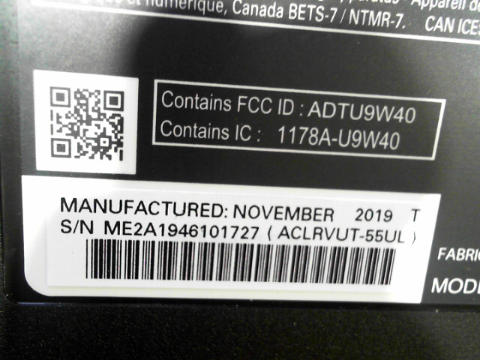 et numérique, Canada BETS-7 / NTMR-7. CAN ICES
Contains FCC ID : ADTU9W40
Contains IC : 1178A-U9W40
MANUFACTURED: NOVEMBER 2019 T
S/N ME2A1946101727 ( ACLRVUT-55UL )
FABRIC
MODE